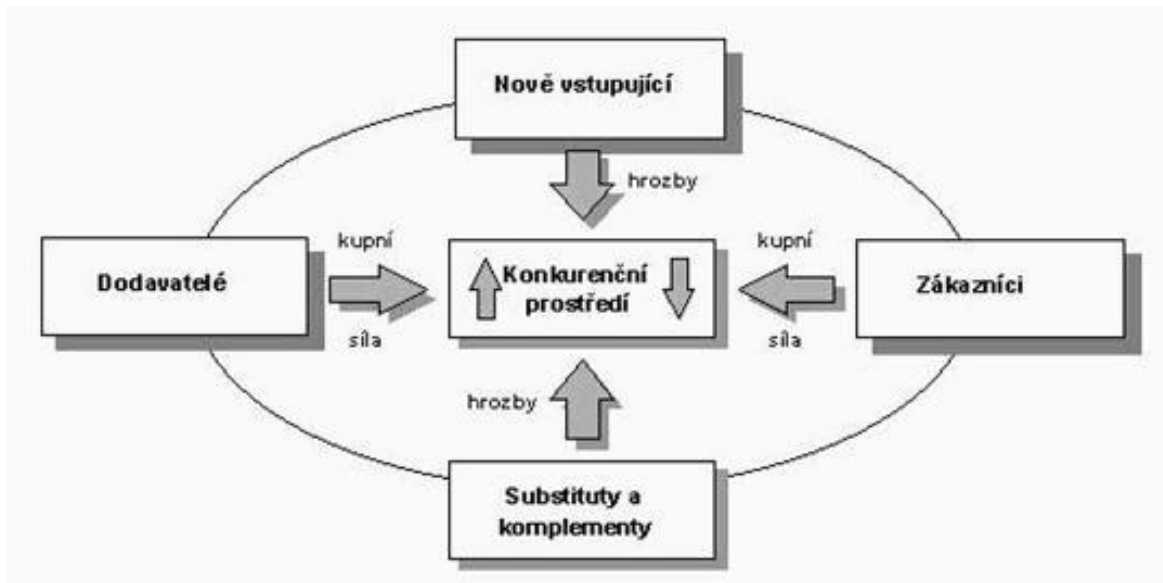 Nově vstupující
hrozby
kupní
kupní
Dodavatelé
Konkurenční
prostředí
Zákazníci
síla
síla
hrozby
Substituty a
komplementy